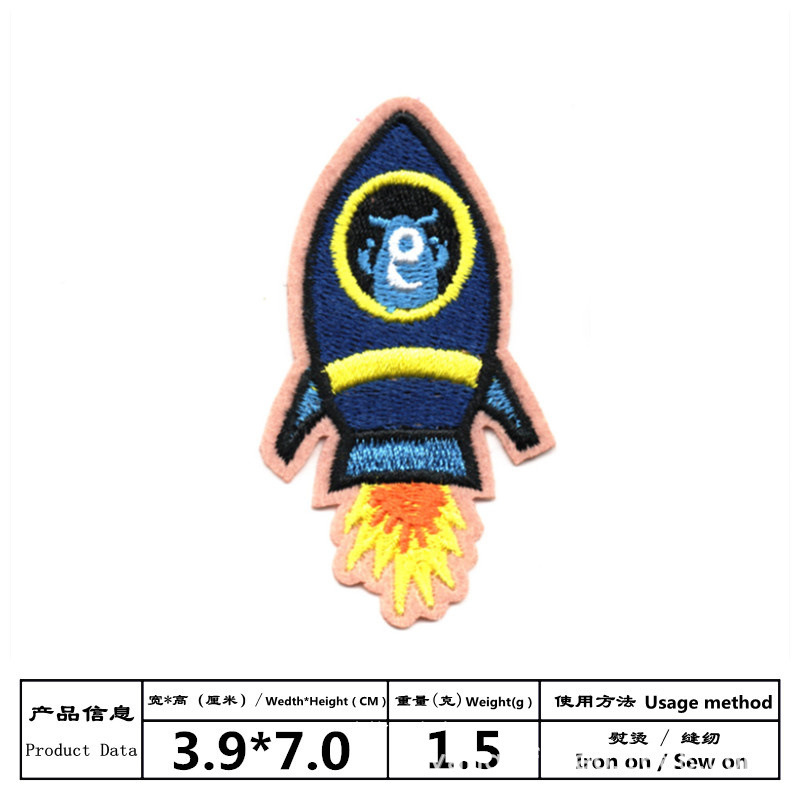 产品信息
Product Data
宽*高（厘米）/ Wedth*Height ( CM )
3.9*7.0
重量(克) Weight(g )
1.5
使用方法 Usage method
熨烫 / 缝纫
Iron on / Sew on